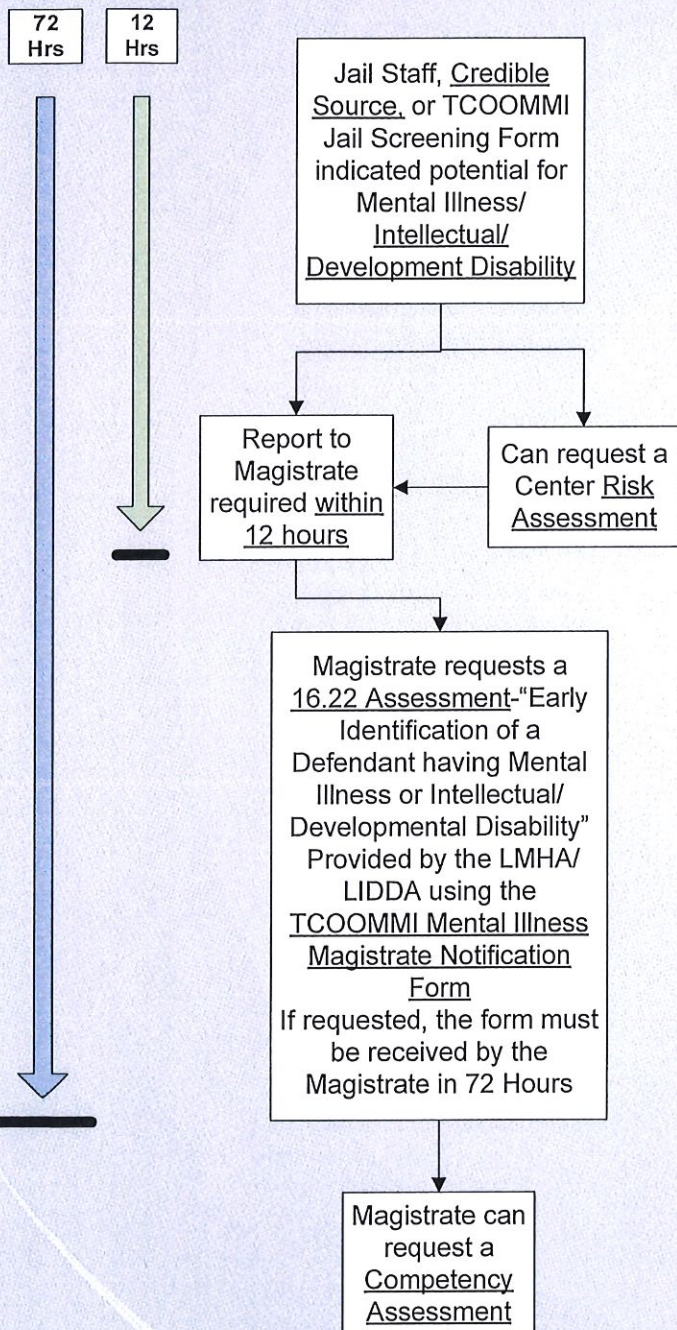 72
Hrs
12
Hrs
Jail Staff, Credible
Source, or TCOOMMI
Jail Screening Form
indicated potential for
Mental Illness/
Intellectual/
Development Disability
Report to
Magistrate
required within
12 hours
Can request a
Center Risk
Assessment
Magistrate requests a
16.22 Assessment-“Early
Identification of a
Defendant having Mental
Illness or Intellectual/
Developmental Disability”
Provided by the LMHA/
LIDDA using the
TCOOMMI Mental Illness
Magistrate Notification
Form
If requested, the form must
be received by the
Magistrate in 72 Hours
Magistrate can
request a
Competency
Assessment